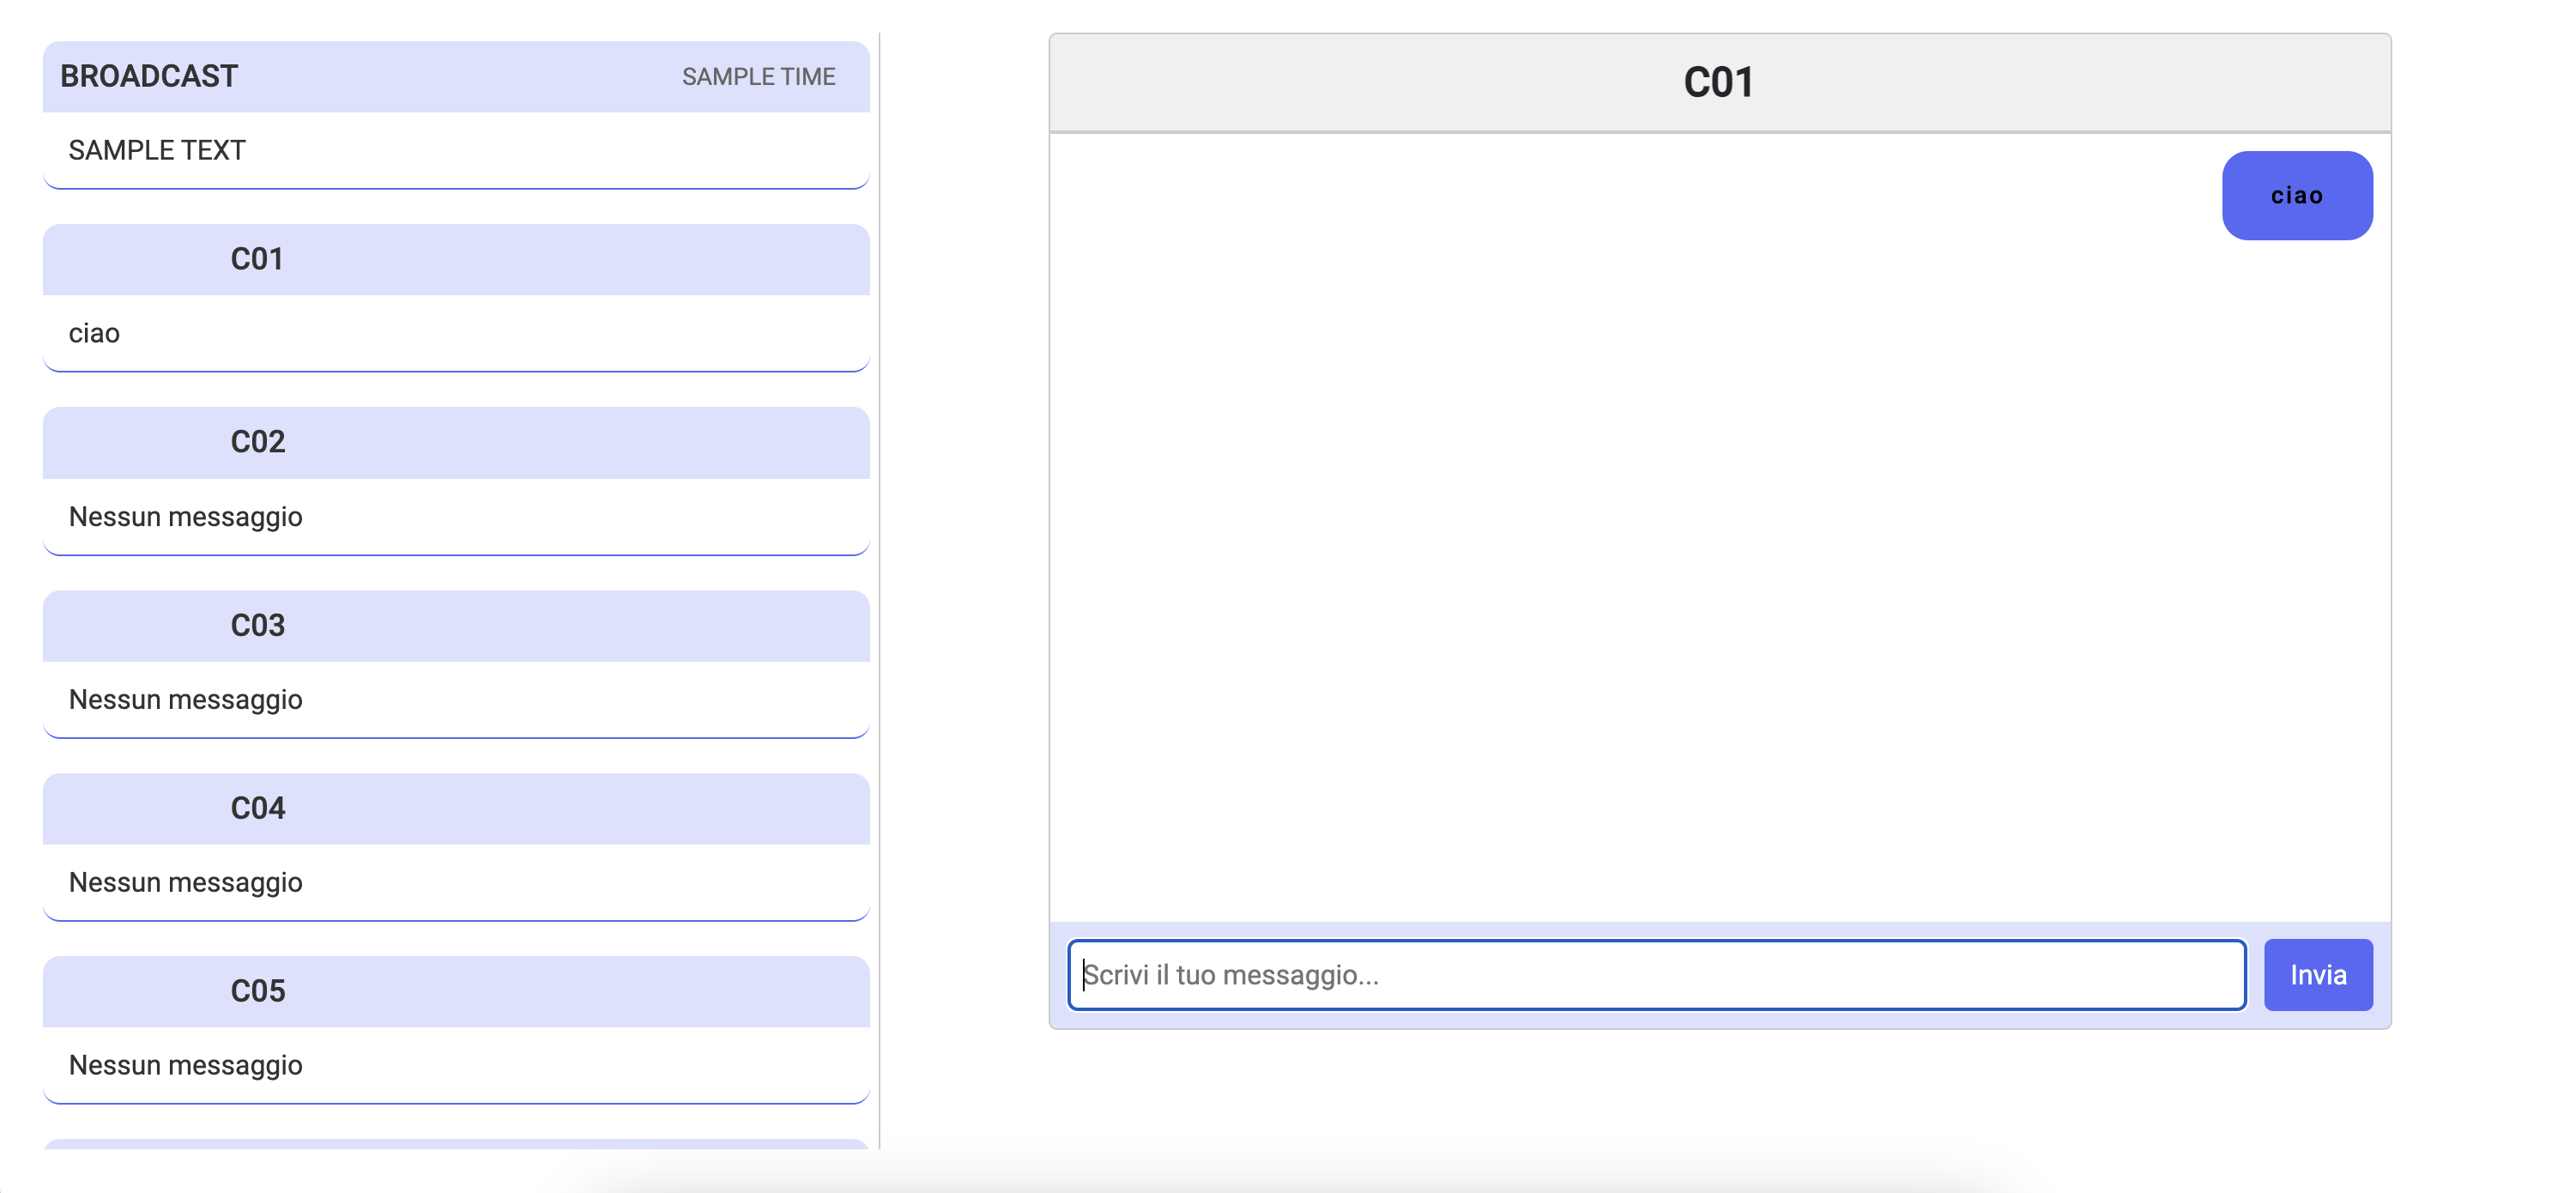 BROADCAST SAMPLE TIME
SAMPLE TEXT
C01
ciao
C02
Nessun messaggio
C03
Nessun messaggio
C04
Nessun messaggio
C05
Nessun messaggio
C01
ciao
Scrivi il tuo messaggio...
Invia